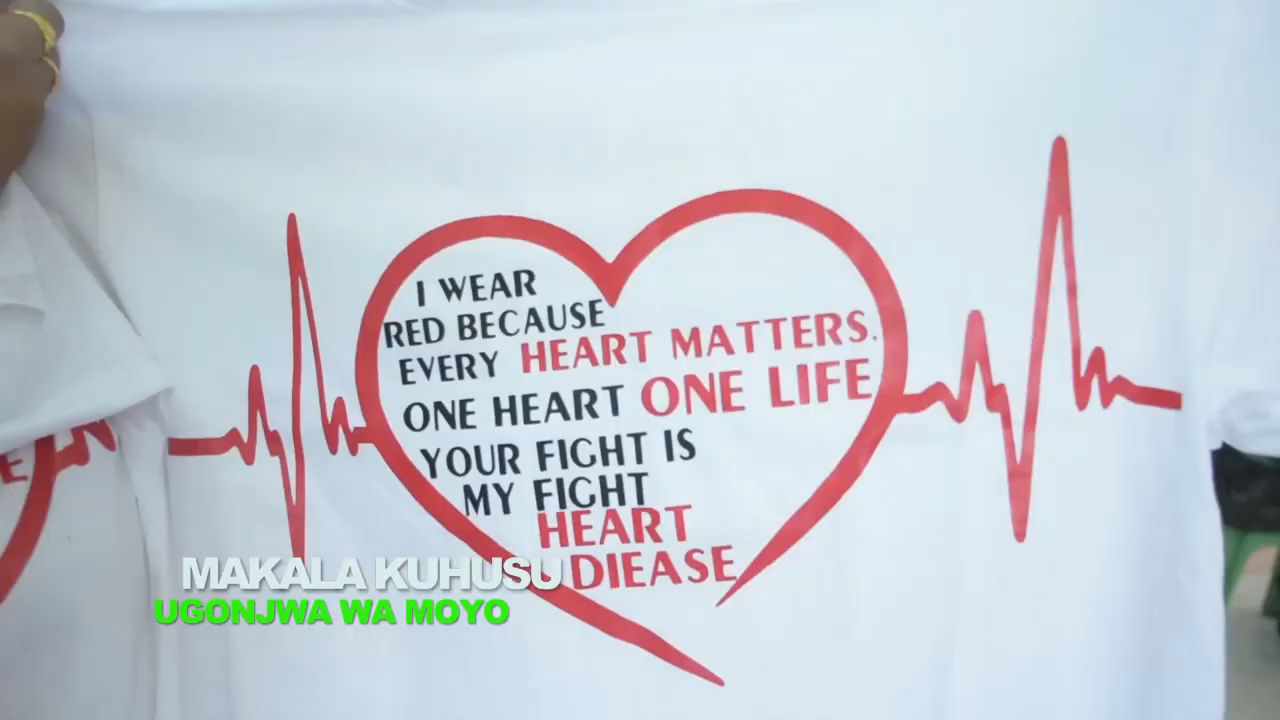 I WEAR
RED BECAUSE
EVERY HEART MATTERS.
ONE HEART ONE LIFE
YOUR FIGHT IS
MY FIGHT
HEART
DIEASE
E
MAKALA KUHUSU
UGONJWA WA MOYO